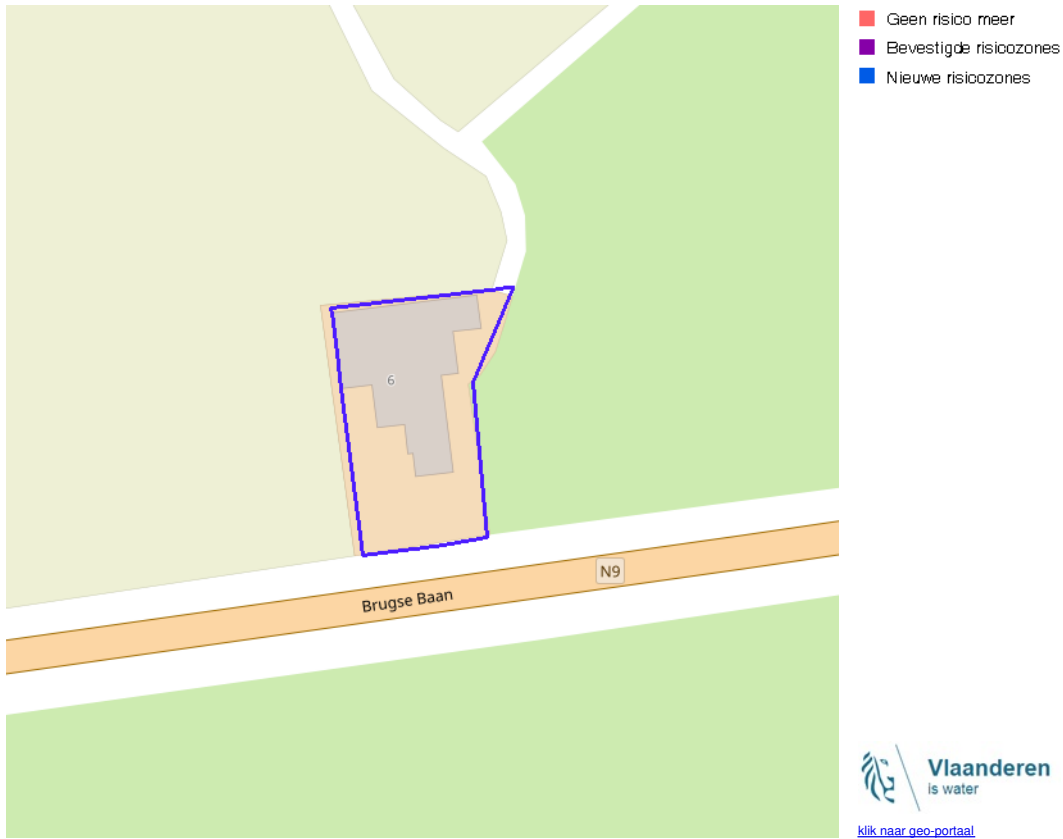 Geen risico meer
Bevestigde risicozones
Nieuwe risicozones
6
N9
Brugse Baan
Vlaanderen
is water
klik naar geo-portaal